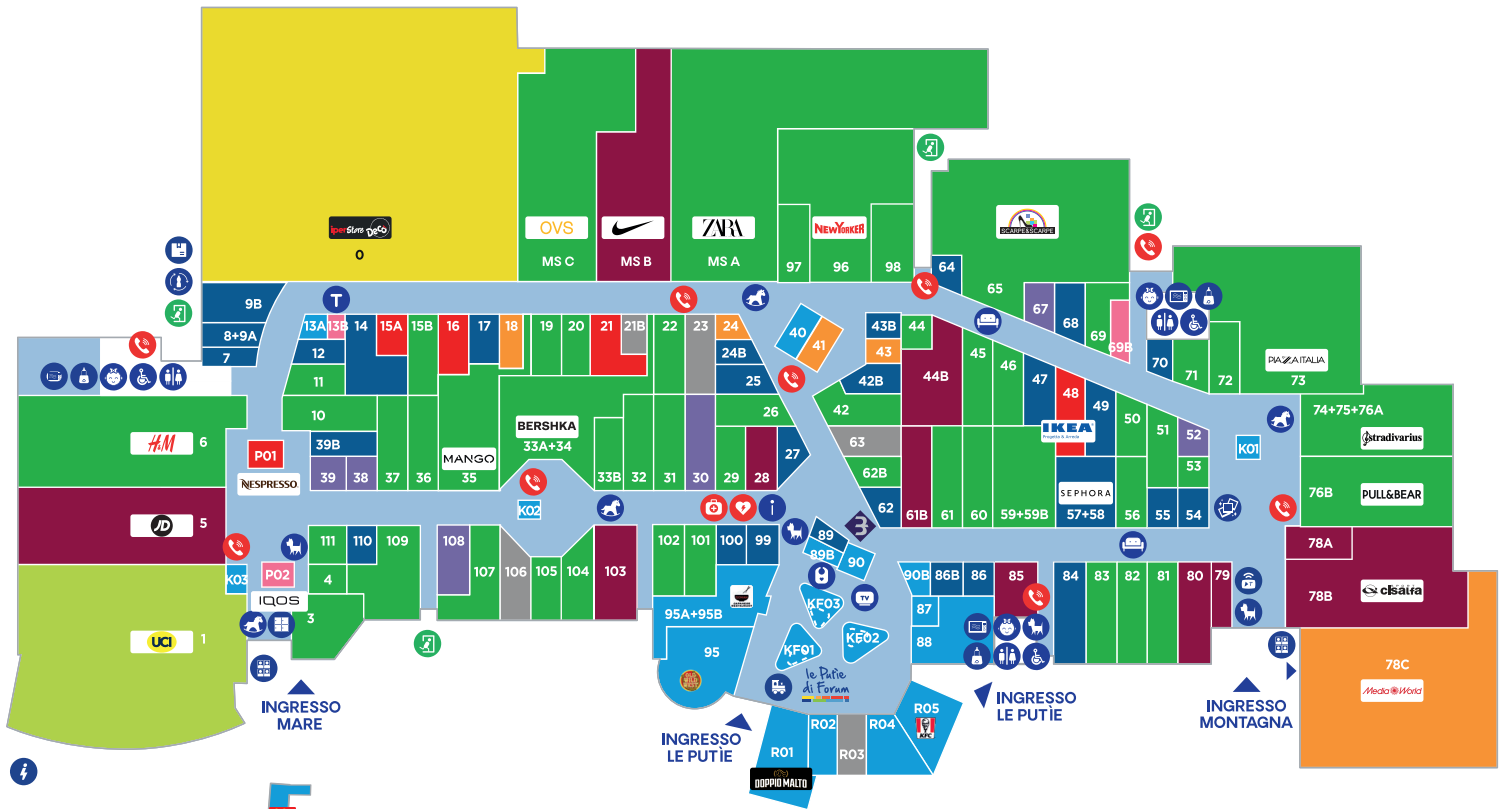 iperStore Decò
0
OVS
MS C
MS B
ZARA
MS A
NEWYORKER
97
96
98
SCARPE&SCARPE
64
65
67
68
69
69B
9B
8+9A
7
T
13A
13B
14
15A
15B
16
17
18
19
20
21
21B
22
23
24
40
41
43B
44
43
12
24B
11
25
42B
44B
45
46
47
48
49
70
71
72
PIAZZA ITALIA
73
10
26
42
50
51
52
74+75+76A
stradivarius
H&M
6
P01
39B
BERSHKA
33A+34
27
63
IKEA
Progetta & Arreda
K01
NESPRESSO
39
38
37
36
MANGO
35
33B
32
31
30
29
28
62B
53
76B
PULL&BEAR
JD
5
K02
62
61B
61
60
59+59B
SEPHORA
57+58
56
55
54
3
111
110
109
108
107
106
105
104
103
102
101
100
99
89
89B
90
78A
K03
P02
4
IQOS
3
90B
86B
86
85
84
83
82
81
80
79
78B
cisalfa
UCI
1
95A+95B
KF03
TV
87
KF02
88
KF01
95
OLD WILD WEST
le Putìe
di Forum
78C
MediaWorld
INGRESSO
MARE
INGRESSO
LE PUTÌE
INGRESSO
LE PUTÌE
INGRESSO
MONTAGNA
R01
R02
R03
R04
R05
KFC
DOPPIO MALTO